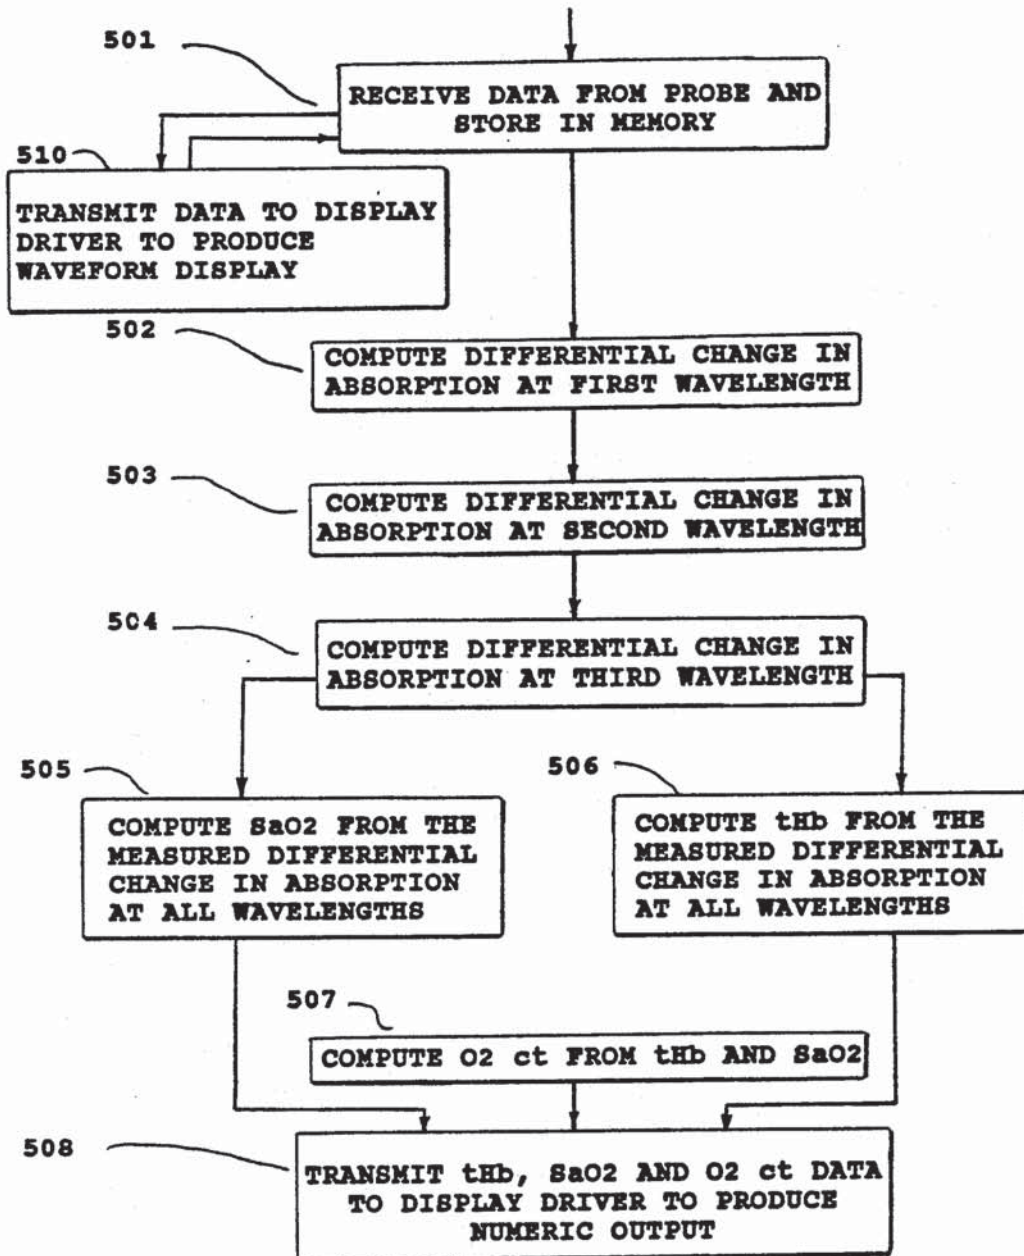 501
RECEIVE DATA FROM PROBE AND
STORE IN MEMORY
510
TRANSMIT DATA TO DISPLAY
DRIVER TO PRODUCE
WAVEFORM DISPLAY
502
COMPUTE DIFFERENTIAL CHANGE IN
ABSORPTION AT FIRST WAVELENGTH
503
COMPUTE DIFFERENTIAL CHANGE IN
ABSORPTION AT SECOND WAVELENGTH
504
COMPUTE DIFFERENTIAL CHANGE IN
ABSORPTION AT THIRD WAVELENGTH
505
COMPUTE SaO2 FROM THE
MEASURED DIFFERENTIAL
CHANGE IN ABSORPTION
AT ALL WAVELENGTHS
506
COMPUTE tHb FROM THE
MEASURED DIFFERENTIAL
CHANGE IN ABSORPTION
AT ALL WAVELENGTHS
507
COMPUTE O2 ct FROM tHb AND SaO2
508
TRANSMIT tHb, SaO2 AND O2 ct DATA
TO DISPLAY DRIVER TO PRODUCE
NUMERIC OUTPUT